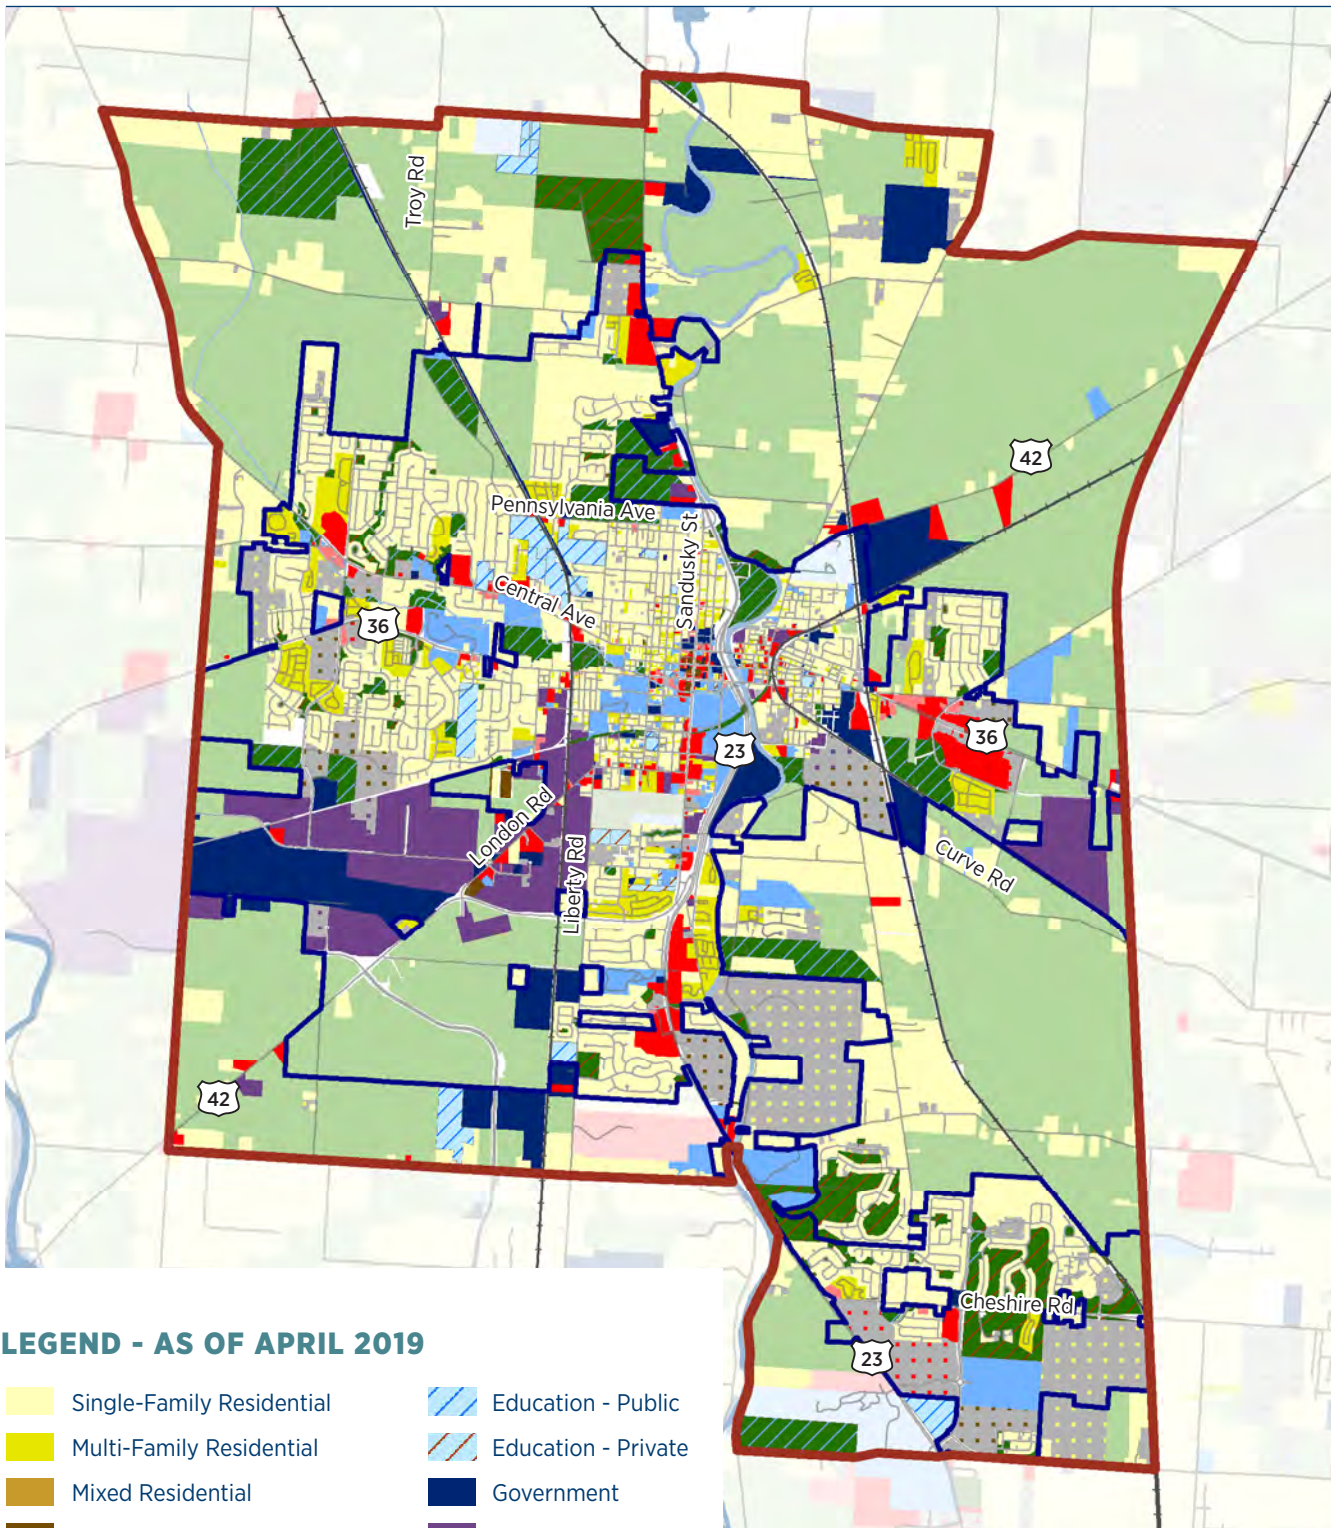 Troy Rd
42
Pennsylvania Ave
Sandusky St
Central Ave
36
36
23
London Rd
Liberty Rd
Curve Rd
42
Cheshire Rd
23
LEGEND - AS OF APRIL 2019
Single-Family Residential
Multi-Family Residential
Mixed Residential
Education - Public
Education - Private
Government